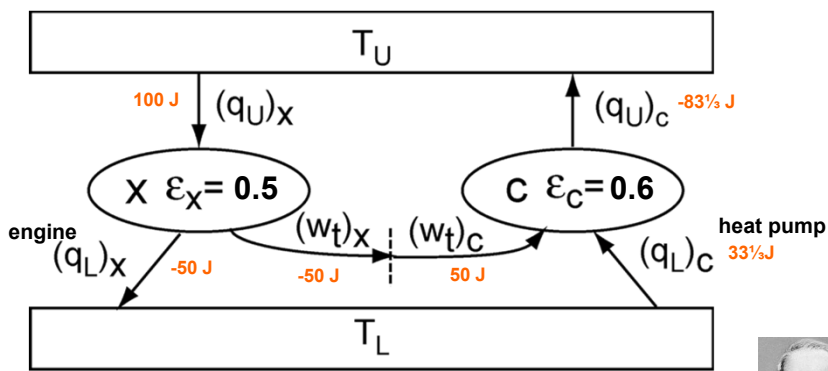 T_U
100 J
(q_U)_X
(q_U)_c
-83⅓ J
X ε_X= 0.5
C ε_C= 0.6
engine
(q_L)_X
-50 J
(w_t)_X
-50 J
(w_t)_C
50 J
(q_L)_C
heat pump
33⅓J
T_L